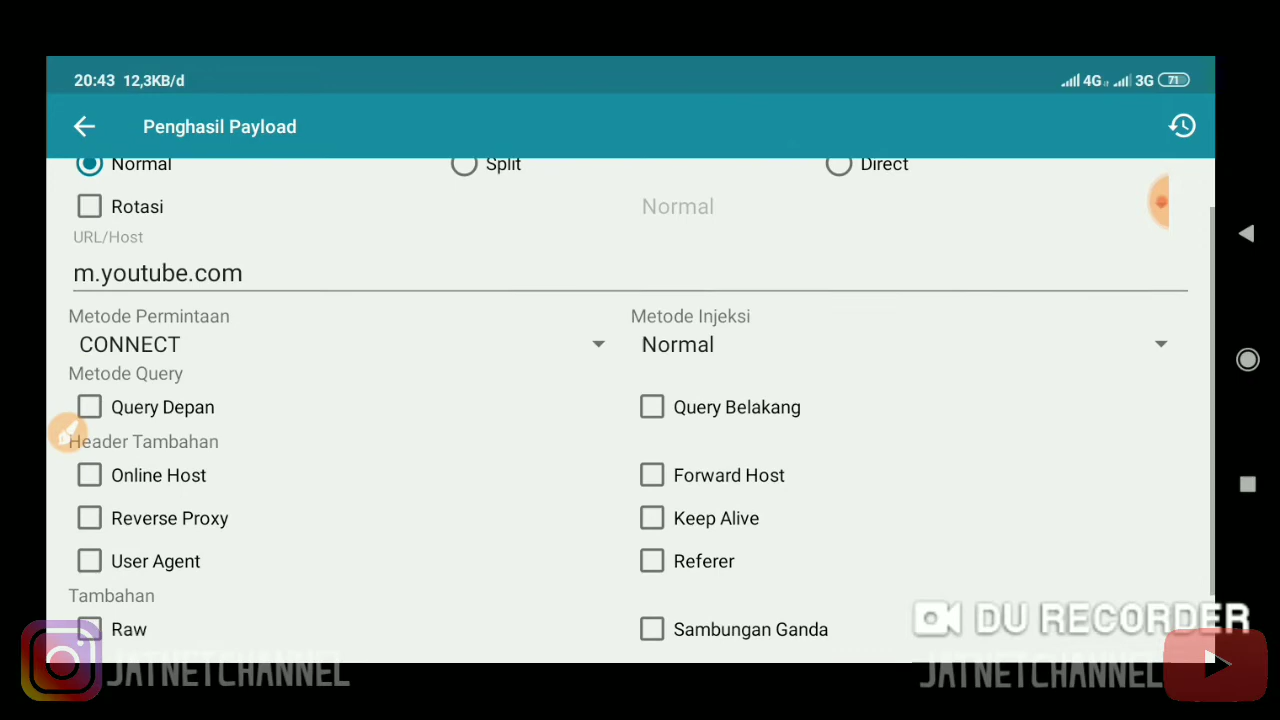 20:43 12,3KB/d 4G 3G 71
Penghasil Payload
Normal Split Direct
Rotasi Normal
URL/Host
m.youtube.com
Metode Permintaan Metode Injeksi
CONNECT Normal
Metode Query
Query Depan Query Belakang
Header Tambahan
Online Host Forward Host
Reverse Proxy Keep Alive
User Agent Referer
Tambahan
Raw Sambungan Ganda
DU RECORDER
JATNETCHANNEL JATNETCHANNEL